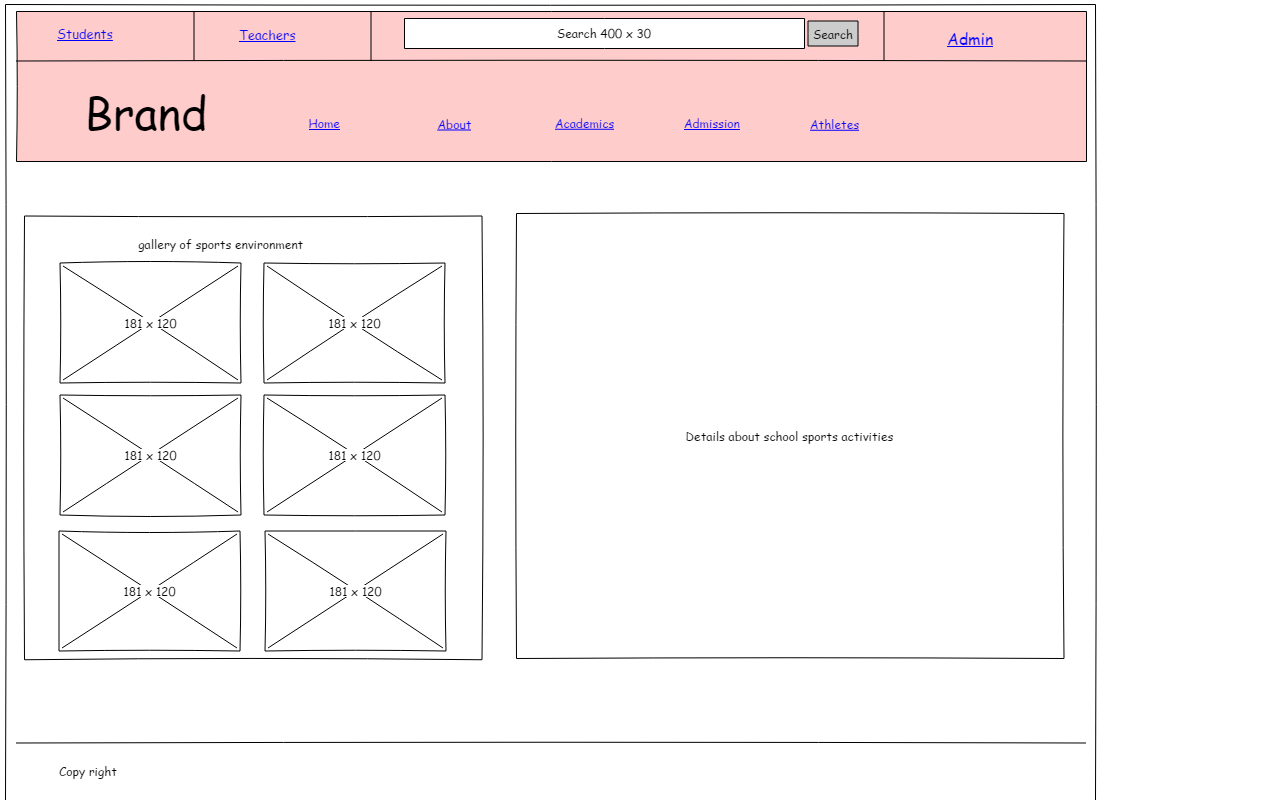 Students
Teachers
Search 400 x 30
Search
Admin
Brand
Home
About
Academics
Admission
Athletes
gallery of sports environment
181 x 120
181 x 120
181 x 120
181 x 120
181 x 120
181 x 120
Details about school sports activities
Copy right